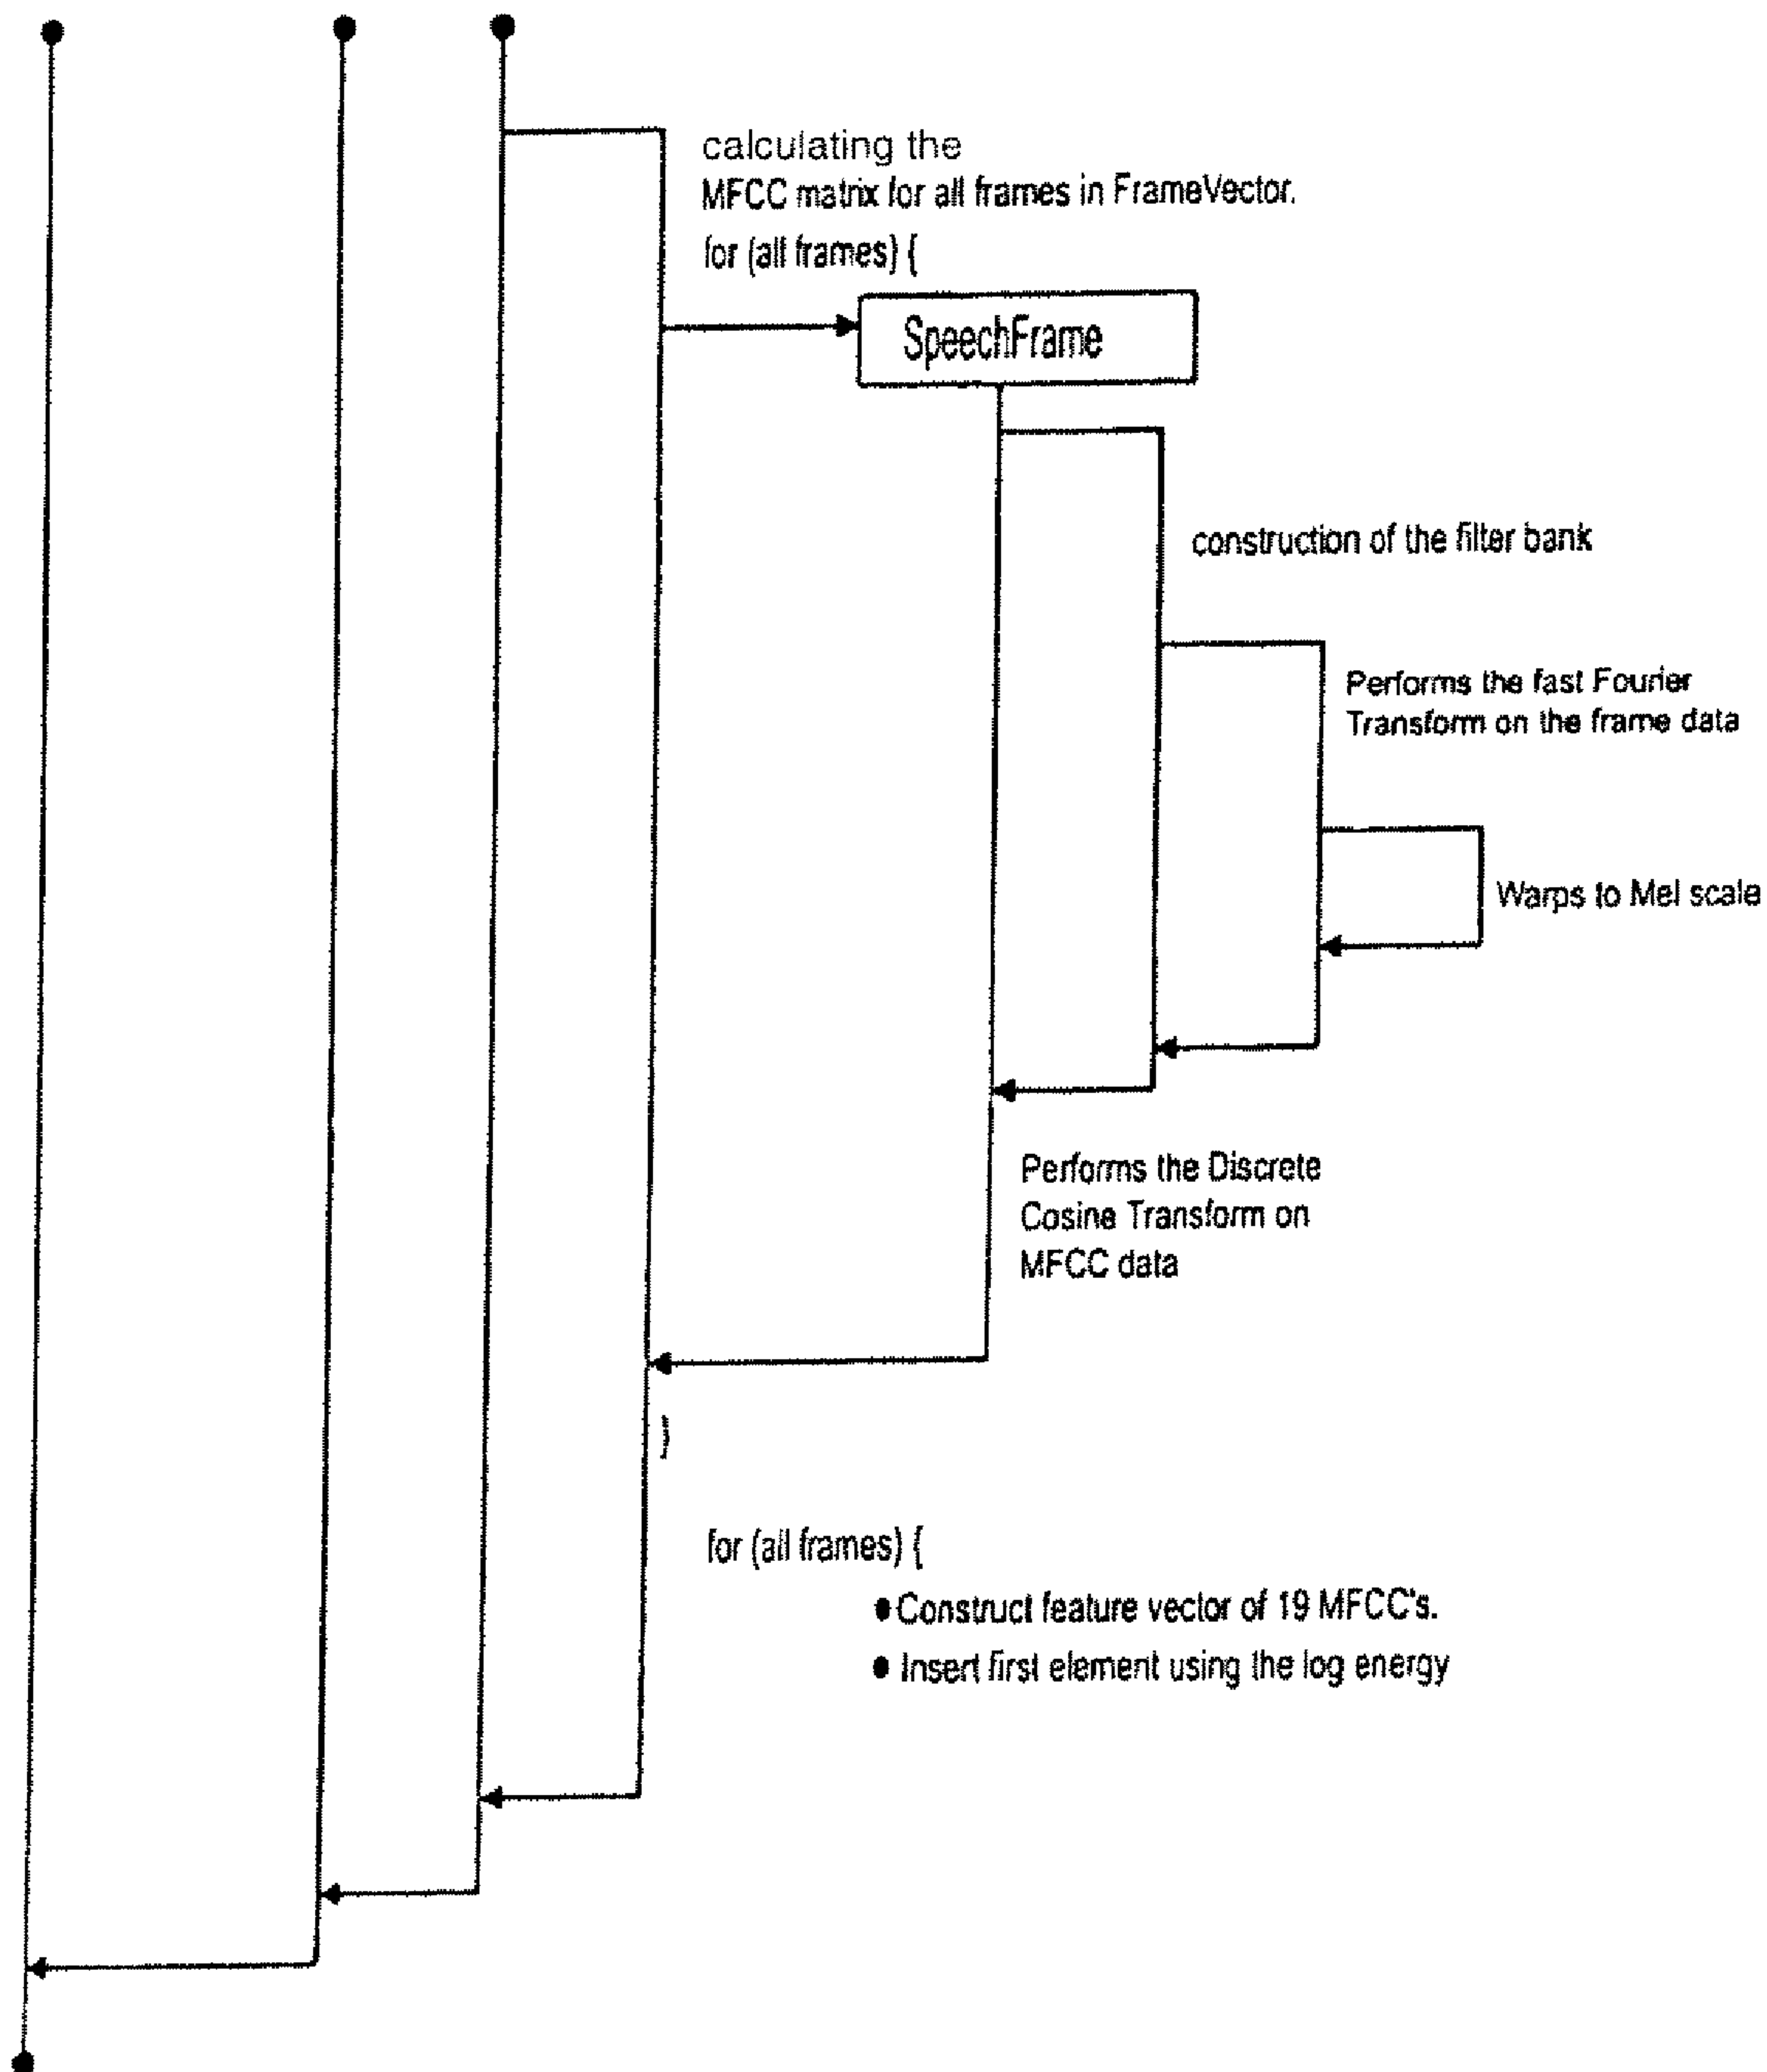 calculating the
MFCC matrix for all frames in FrameVector.
for (all frames) {
SpeechFrame
construction of the filter bank
Performs the fast Fourier
Transform on the frame data
Warps to Mel scale
Performs the Discrete
Cosine Transform on
MFCC data
}
for (all frames) {
• Construct feature vector of 19 MFCC's.
• Insert first element using the log energy